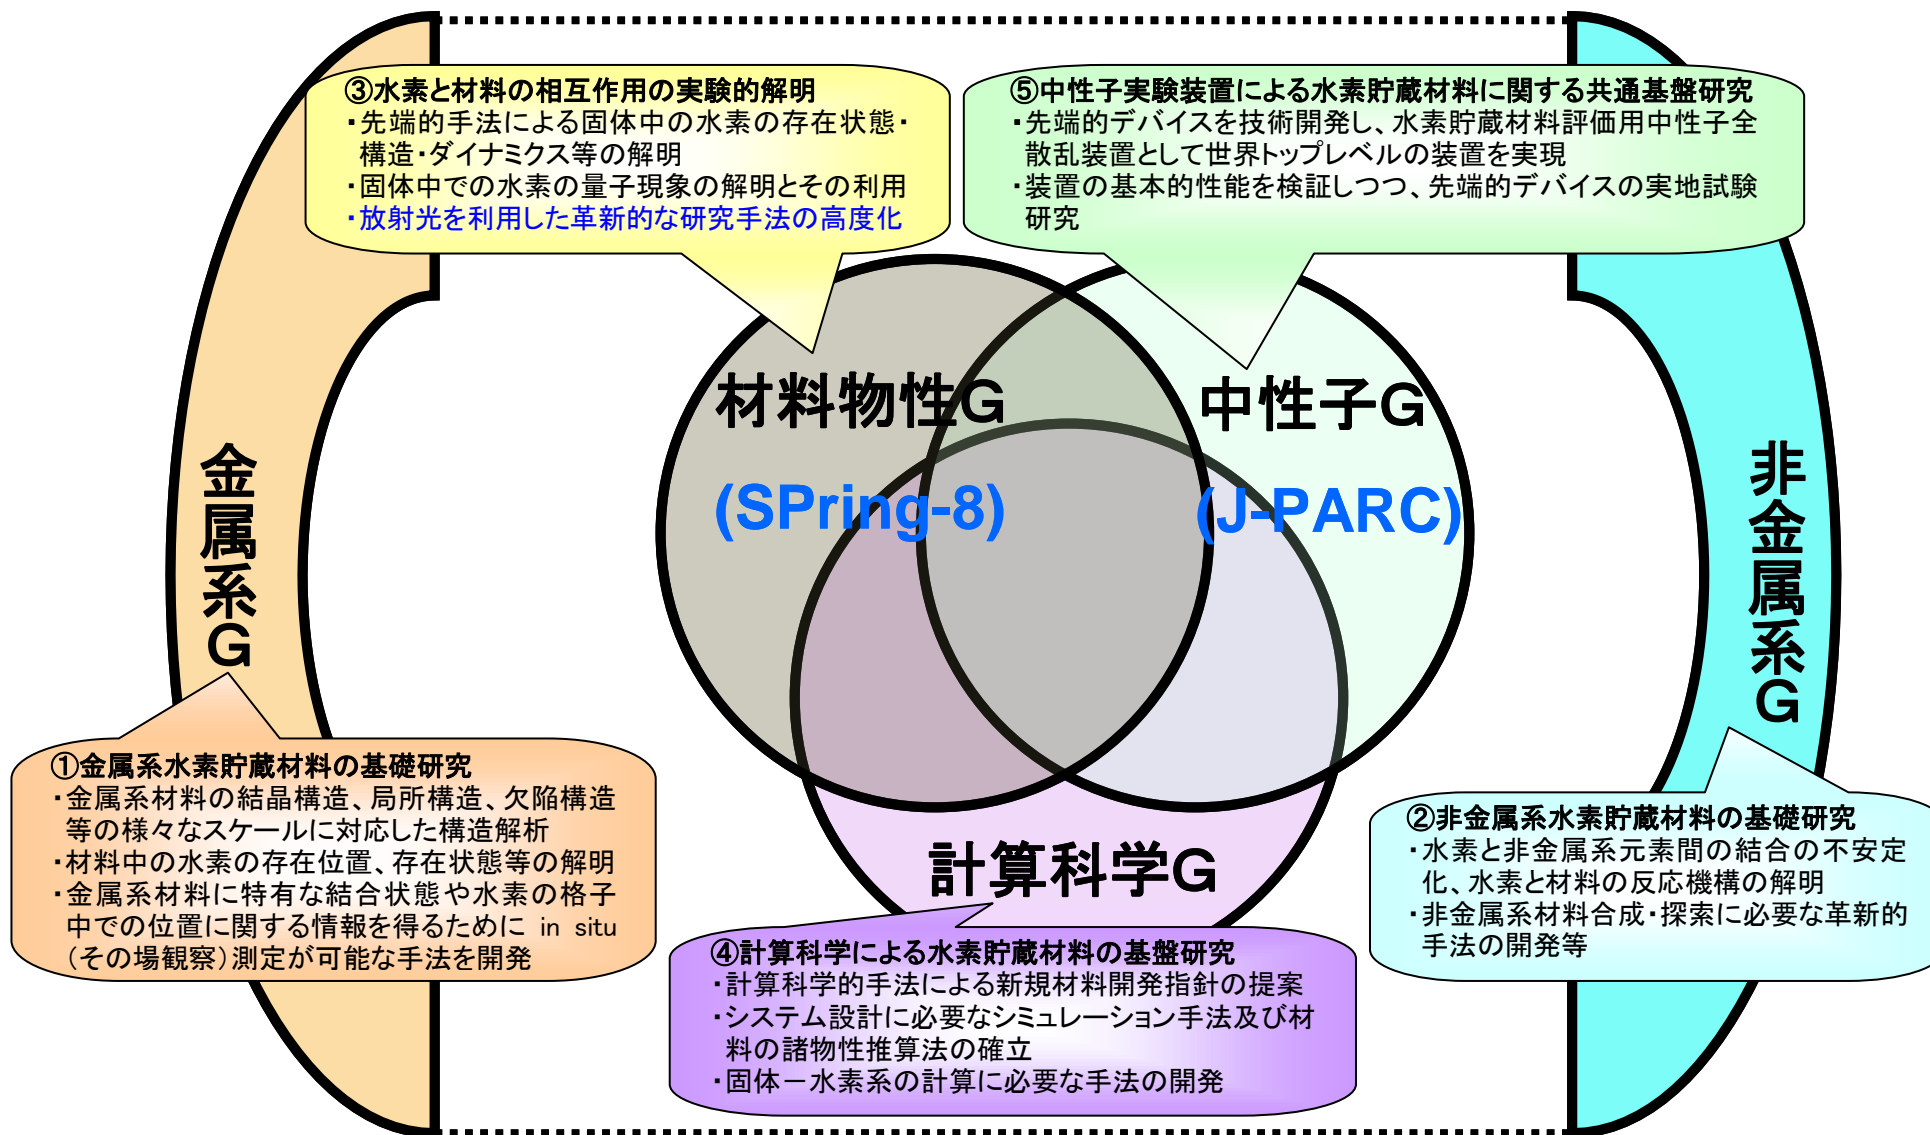 ③水素と材料の相互作用の実験的解明
・先端的手法による固体中の水素の存在状態・
構造・ダイナミクス等の解明
・固体中での水素の量子現象の解明とその利用
・放射光を利用した革新的な研究手法の高度化
⑤中性子実験装置による水素貯蔵材料に関する共通基盤研究
・先端的デバイスを技術開発し、水素貯蔵材料評価用中性子全
散乱装置として世界トップレベルの装置を実現
・装置の基本的性能を検証しつつ、先端的デバイスの実地試験
研究
材料物性G
(SPring-8)
中性子G
(J-PARC)
金属系G
非金属系G
計算科学G
①金属系水素貯蔵材料の基礎研究
・金属系材料の結晶構造、局所構造、欠陥構造
等の様々なスケールに対応した構造解析
・材料中の水素の存在位置、存在状態等の解明
・金属系材料に特有な結合状態や水素の格子
中での位置に関する情報を得るために in situ
（その場観察）測定が可能な手法を開発
②非金属系水素貯蔵材料の基礎研究
・水素と非金属系元素間の結合の不安定
化、水素と材料の反応機構の解明
・非金属系材料合成・探索に必要な革新的
手法の開発等
④計算科学による水素貯蔵材料の基盤研究
・計算科学的手法による新規材料開発指針の提案
・システム設計に必要なシミュレーション手法及び材
料の諸物性推算法の確立
・固体－水素系の計算に必要な手法の開発